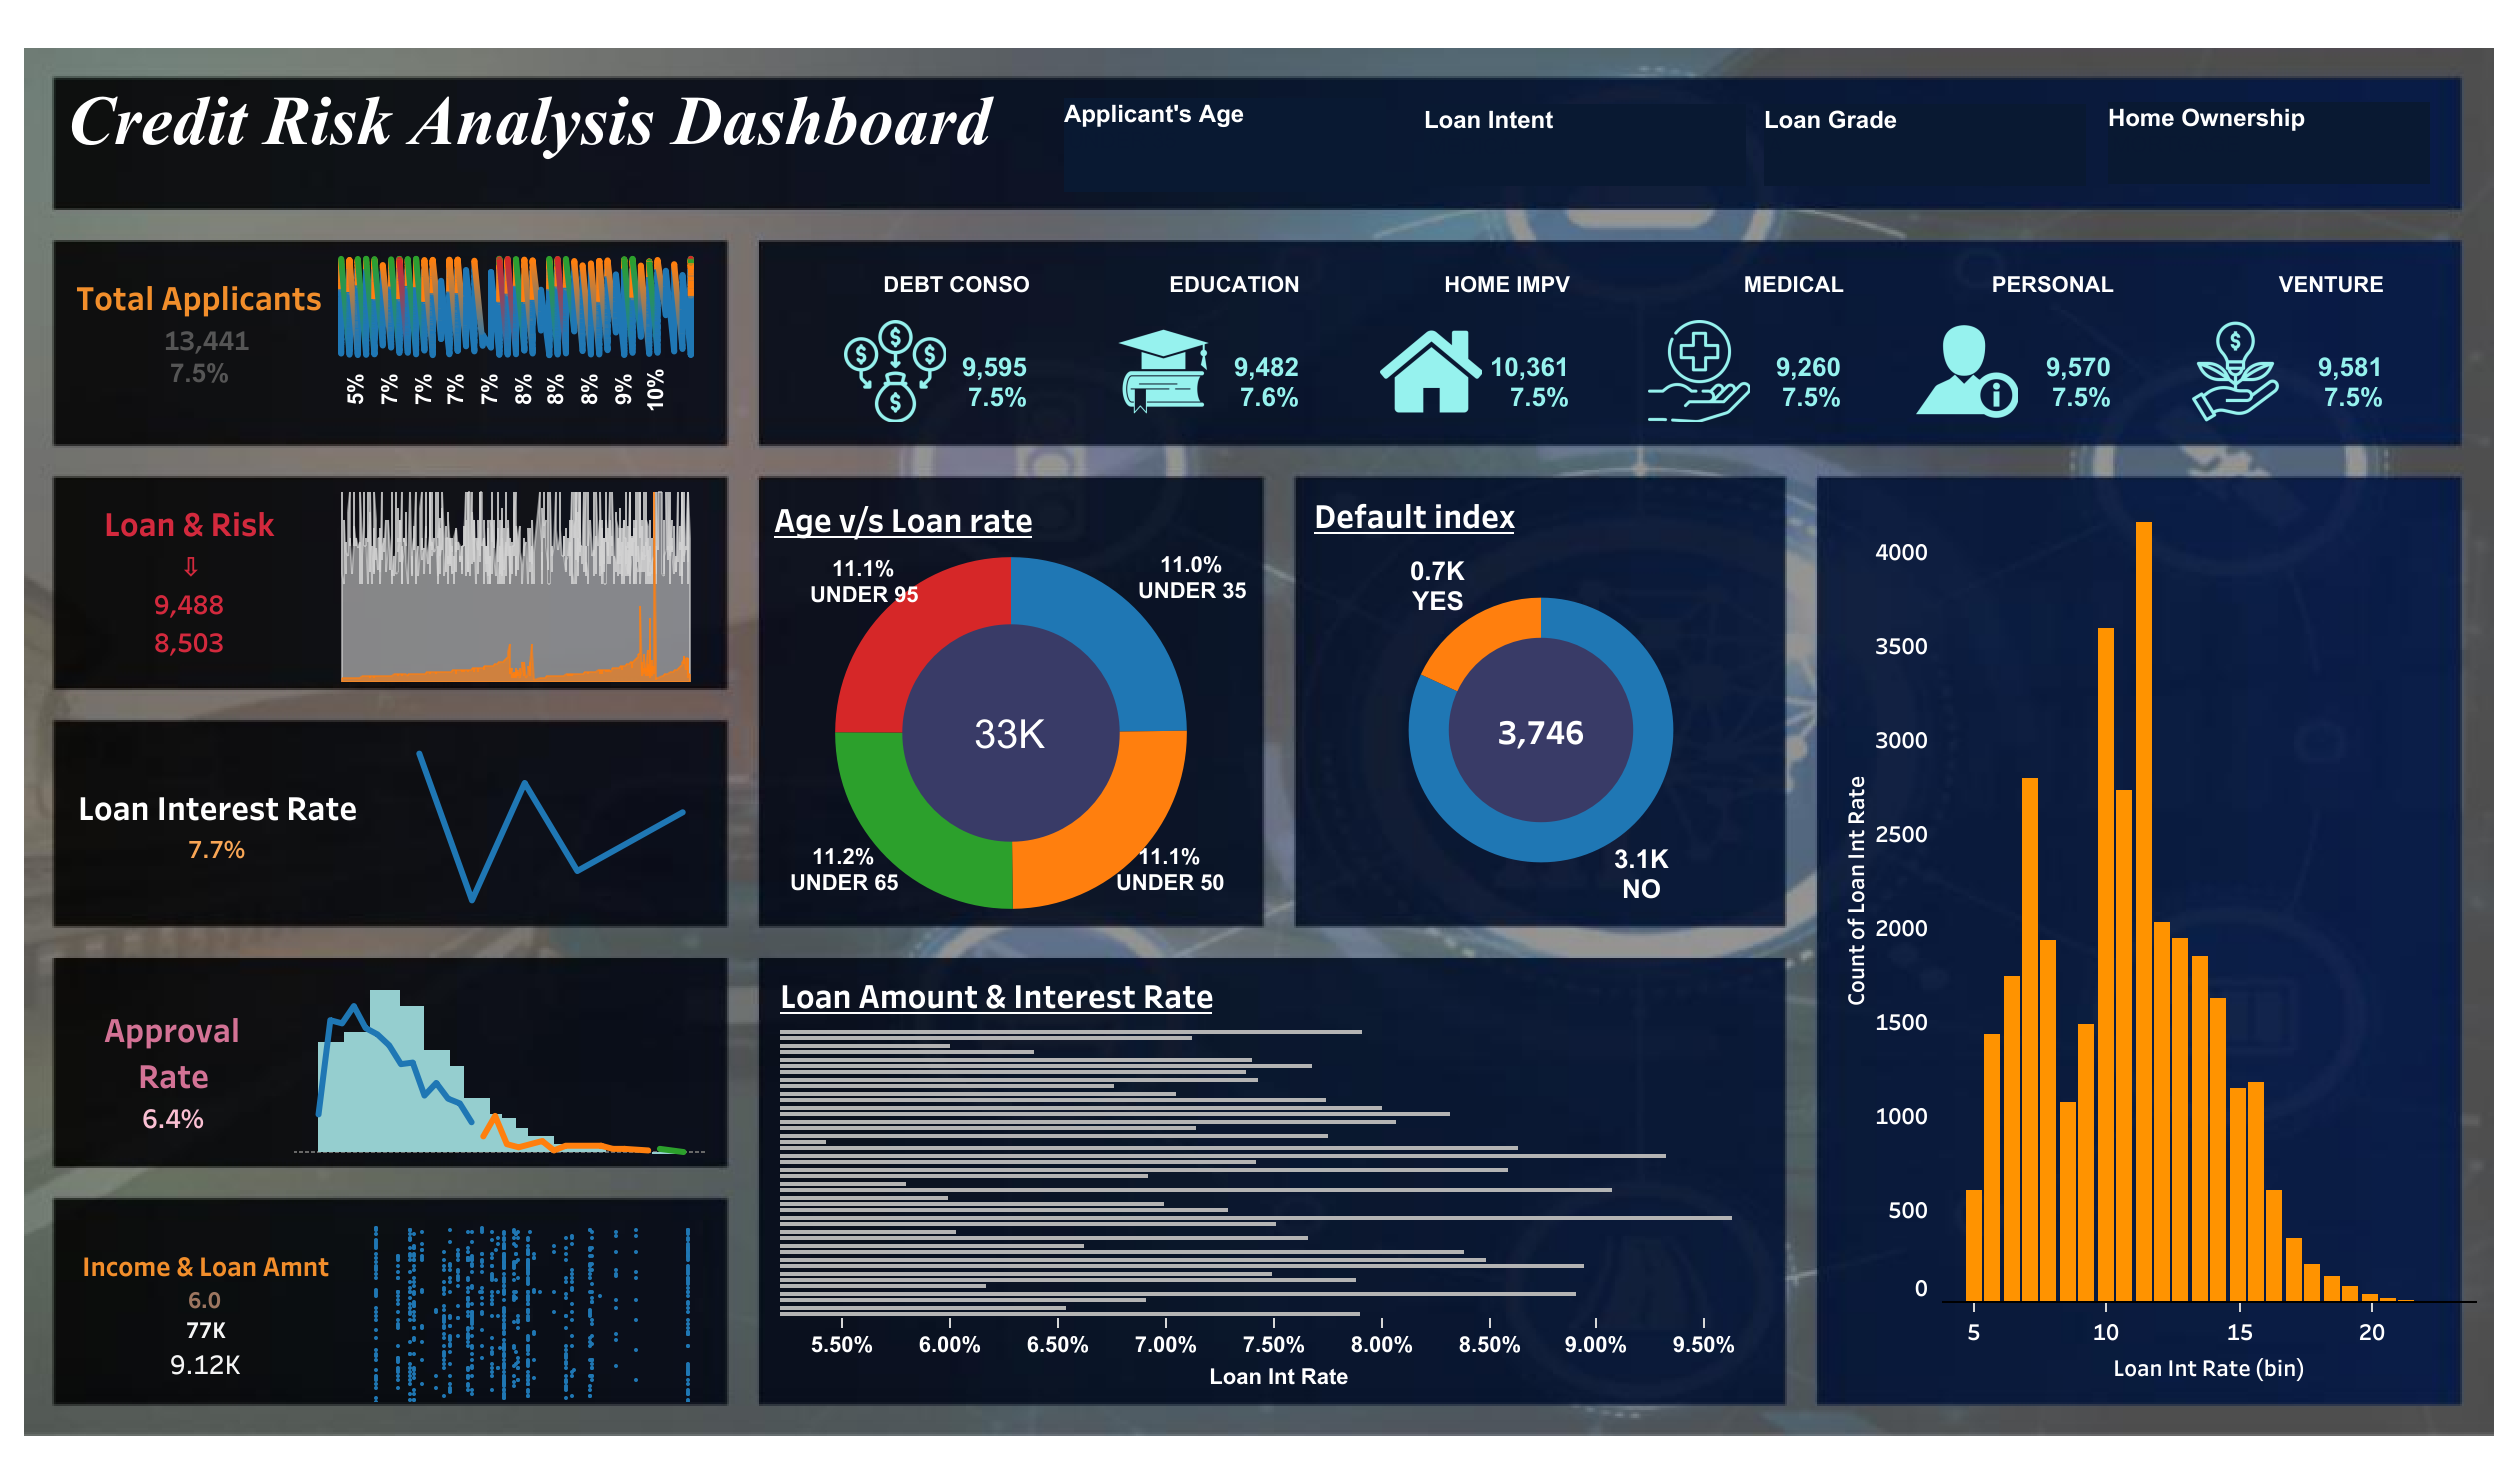 Credit Risk Analysis Dashboard
Applicant's Age
Loan Intent
Loan Grade
Home Ownership
Total Applicants
13,441
7.5%
5%
7%
7%
7%
7%
8%
8%
8%
9%
10%
DEBT CONSO
9,595
7.5%
EDUCATION
9,482
7.6%
HOME IMPV
10,361
7.5%
MEDICAL
9,260
7.5%
PERSONAL
9,570
7.5%
VENTURE
9,581
7.5%
Loan & Risk
⇩
9,488
8,503
Loan Interest Rate
7.7%
Approval
Rate
6.4%
Income & Loan Amnt
6.0
77K
9.12K
Age v/s Loan rate
11.1%
UNDER 95
11.0%
UNDER 35
33K
11.2%
UNDER 65
11.1%
UNDER 50
Default index
0.7K
YES
3,746
3.1K
NO
Loan Amount & Interest Rate
5.50%
6.00%
6.50%
7.00%
7.50%
8.00%
8.50%
9.00%
9.50%
Loan Int Rate
Count of Loan Int Rate
4000
3500
3000
2500
2000
1500
1000
500
0
5
10
15
20
Loan Int Rate (bin)